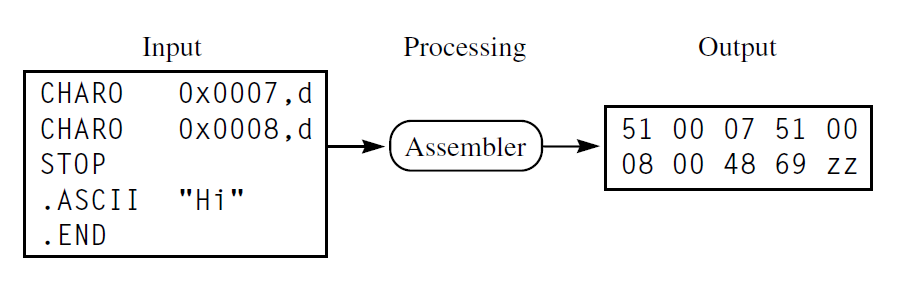 Input
Processing
Output
CHARO 0x0007,d
CHARO 0x0008,d
STOP
.ASCII "Hi"
.END
Assembler
51 00 07 51 00
08 00 48 69 zz